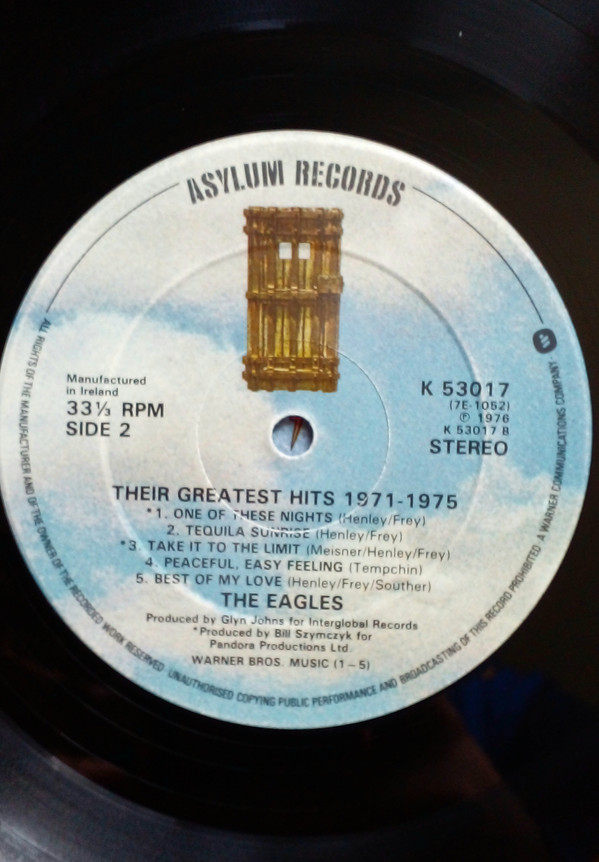 ASYLUM RECORDS
Manufactured
in Ireland
33⅓ RPM
SIDE 2
K 53017
(7E-1052)
℗ 1976
K 53017 B
STEREO
THEIR GREATEST HITS 1971-1975
*1. ONE OF THESE NIGHTS (Henley/Frey)
2. TEQUILA SUNRISE (Henley/Frey)
*3. TAKE IT TO THE LIMIT (Meisner/Henley/Frey)
4. PEACEFUL, EASY FEELING (Tempchin)
5. BEST OF MY LOVE (Henley/Frey/Souther)
THE EAGLES
Produced by Glyn Johns for Interglobal Records
*Produced by Bill Szymczyk for
Pandora Productions Ltd.
WARNER BROS. MUSIC (1-5)
ALL RIGHTS OF THE MANUFACTURER AND OF THE OWNER OF THE RECORDED WORK RESERVED. UNAUTHORISED COPYING PUBLIC PERFORMANCE AND BROADCASTING OF THIS RECORD PROHIBITED · A WARNER COMMUNICATIONS COMPANY